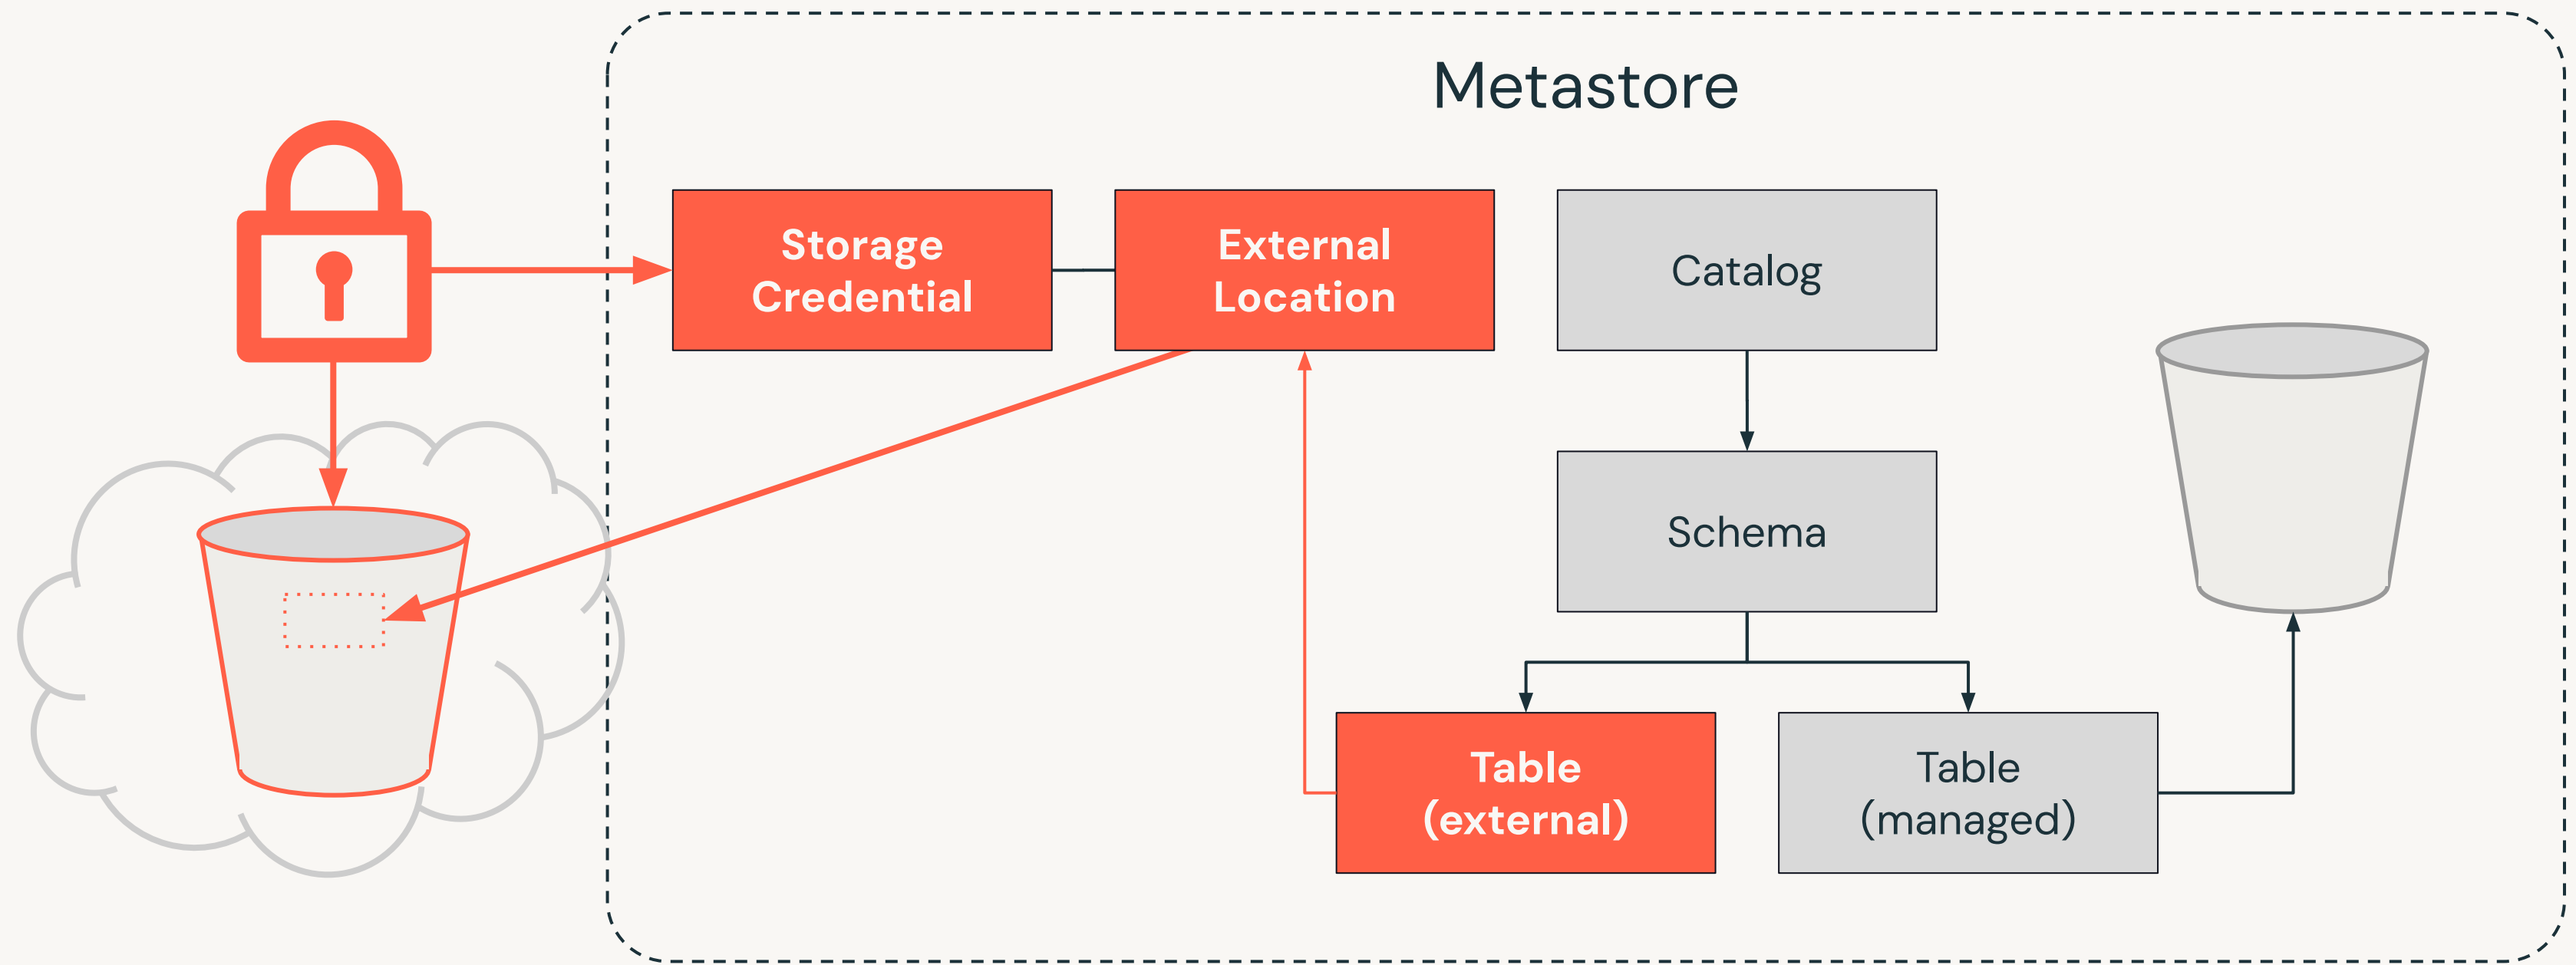 Metastore
Storage
Credential
External
Location
Catalog
Schema
Table
(external)
Table
(managed)